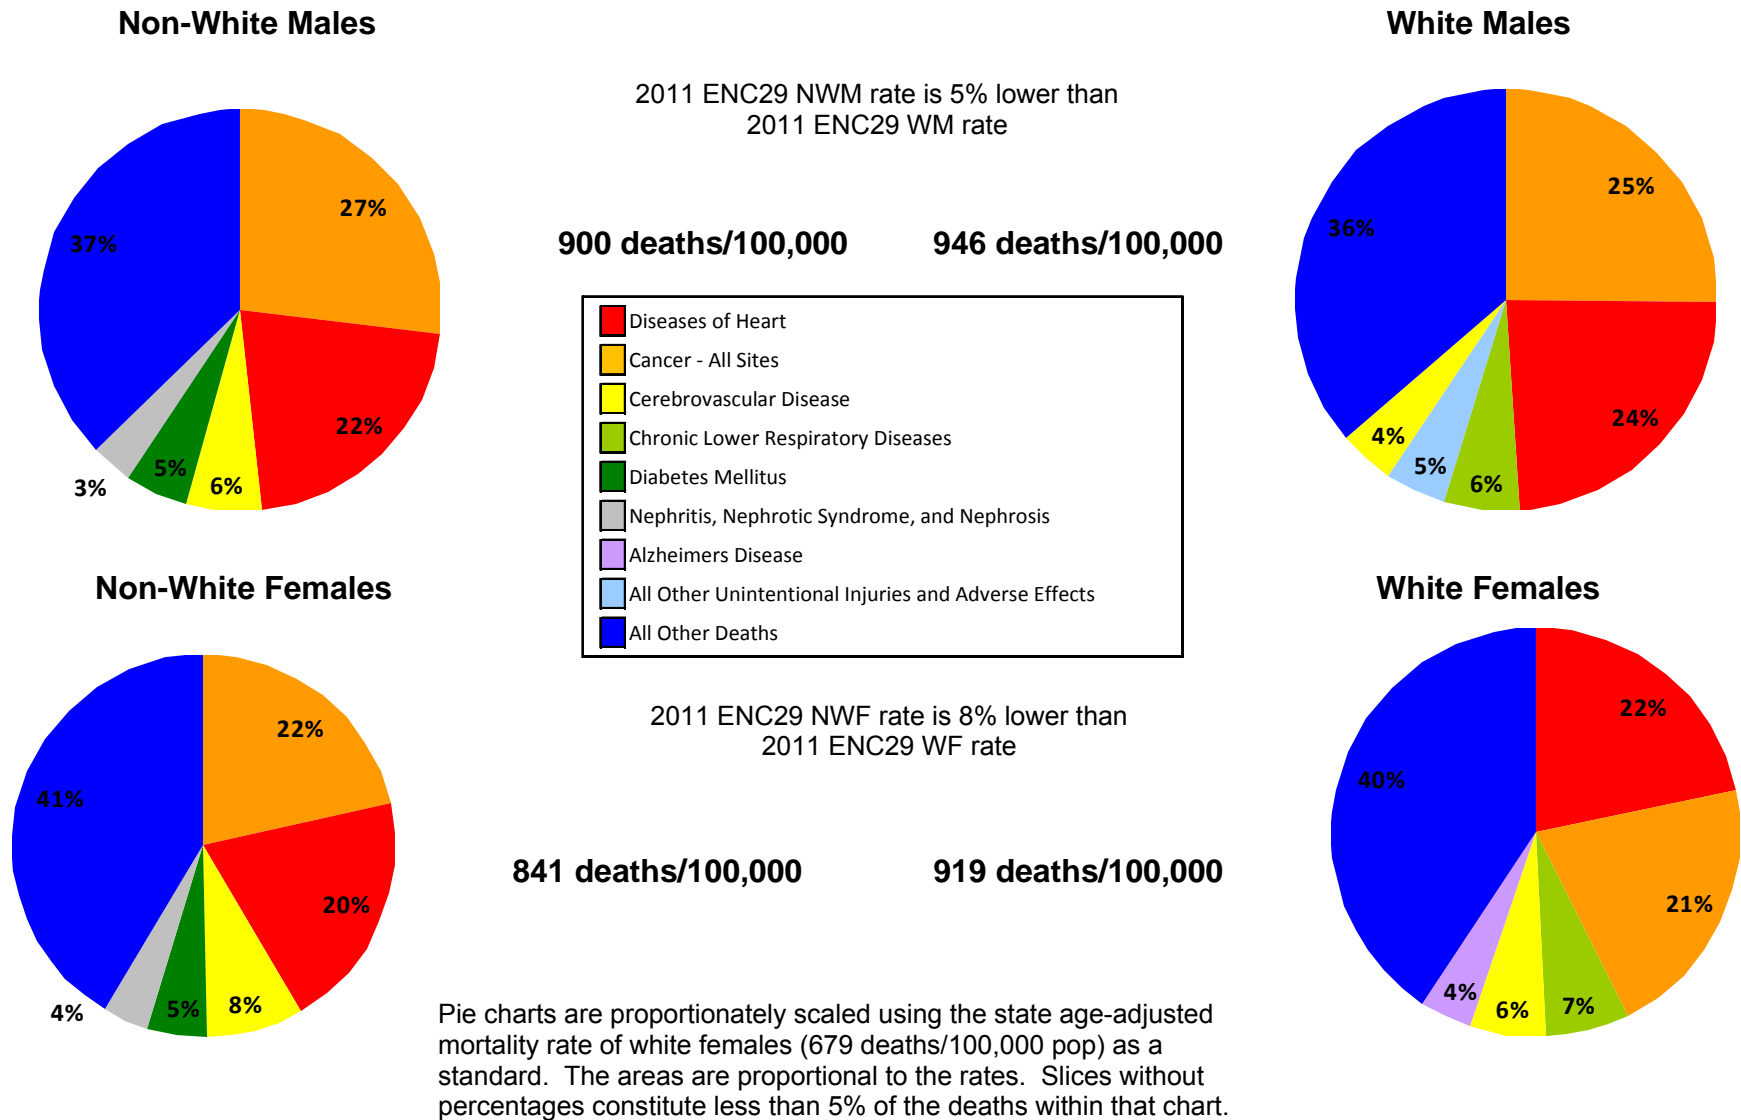 Non-White Males
White Males
2011 ENC29 NWM rate is 5% lower than
2011 ENC29 WM rate
27%
22%
6%
5%
3%
37%
900 deaths/100,000
946 deaths/100,000
25%
24%
6%
5%
4%
36%
Diseases of Heart
Cancer - All Sites
Cerebrovascular Disease
Chronic Lower Respiratory Diseases
Diabetes Mellitus
Nephritis, Nephrotic Syndrome, and Nephrosis
Alzheimers Disease
All Other Unintentional Injuries and Adverse Effects
All Other Deaths
Non-White Females
White Females
2011 ENC29 NWF rate is 8% lower than
2011 ENC29 WF rate
22%
20%
8%
5%
4%
41%
841 deaths/100,000
919 deaths/100,000
22%
21%
7%
6%
4%
40%
Pie charts are proportionately scaled using the state age-adjusted
mortality rate of white females (679 deaths/100,000 pop) as a
standard.  The areas are proportional to the rates.  Slices without
percentages constitute less than 5% of the deaths within that chart.